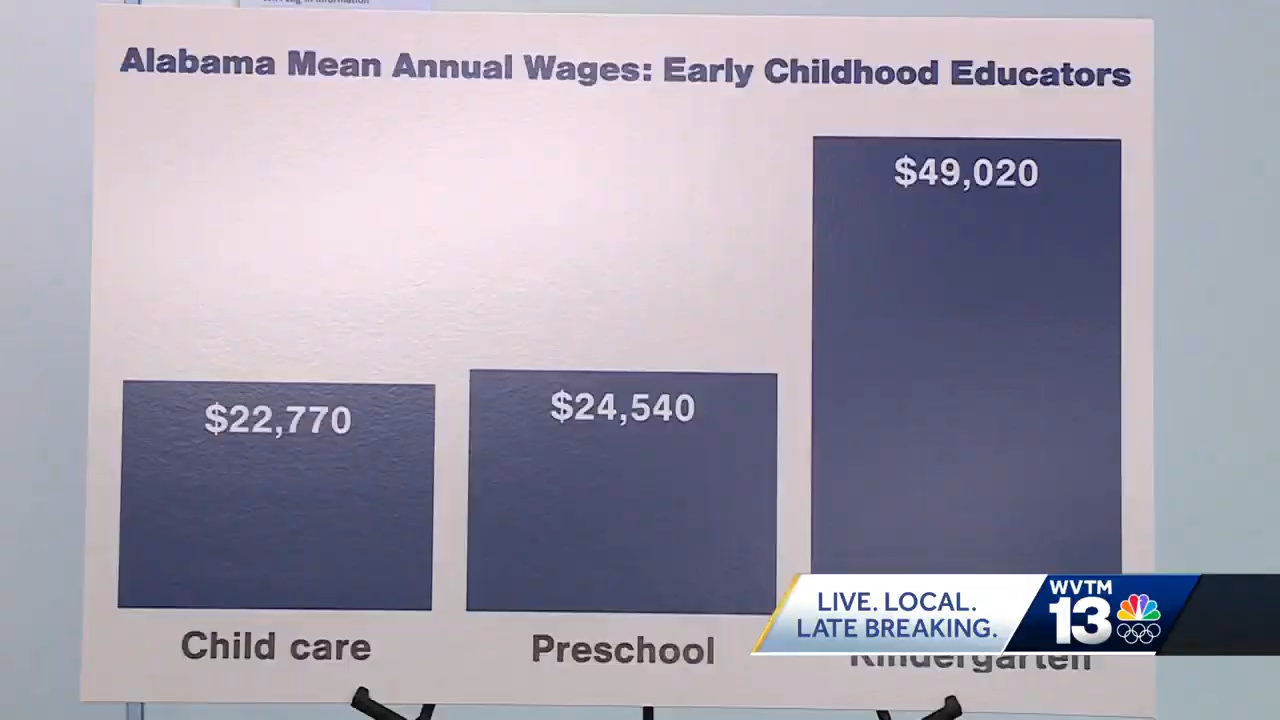 Alabama Mean Annual Wages: Early Childhood Educators
$49,020
$22,770
$24,540
Child care
Preschool
Kindergarten
LIVE. LOCAL.
LATE BREAKING.
WVTM
13